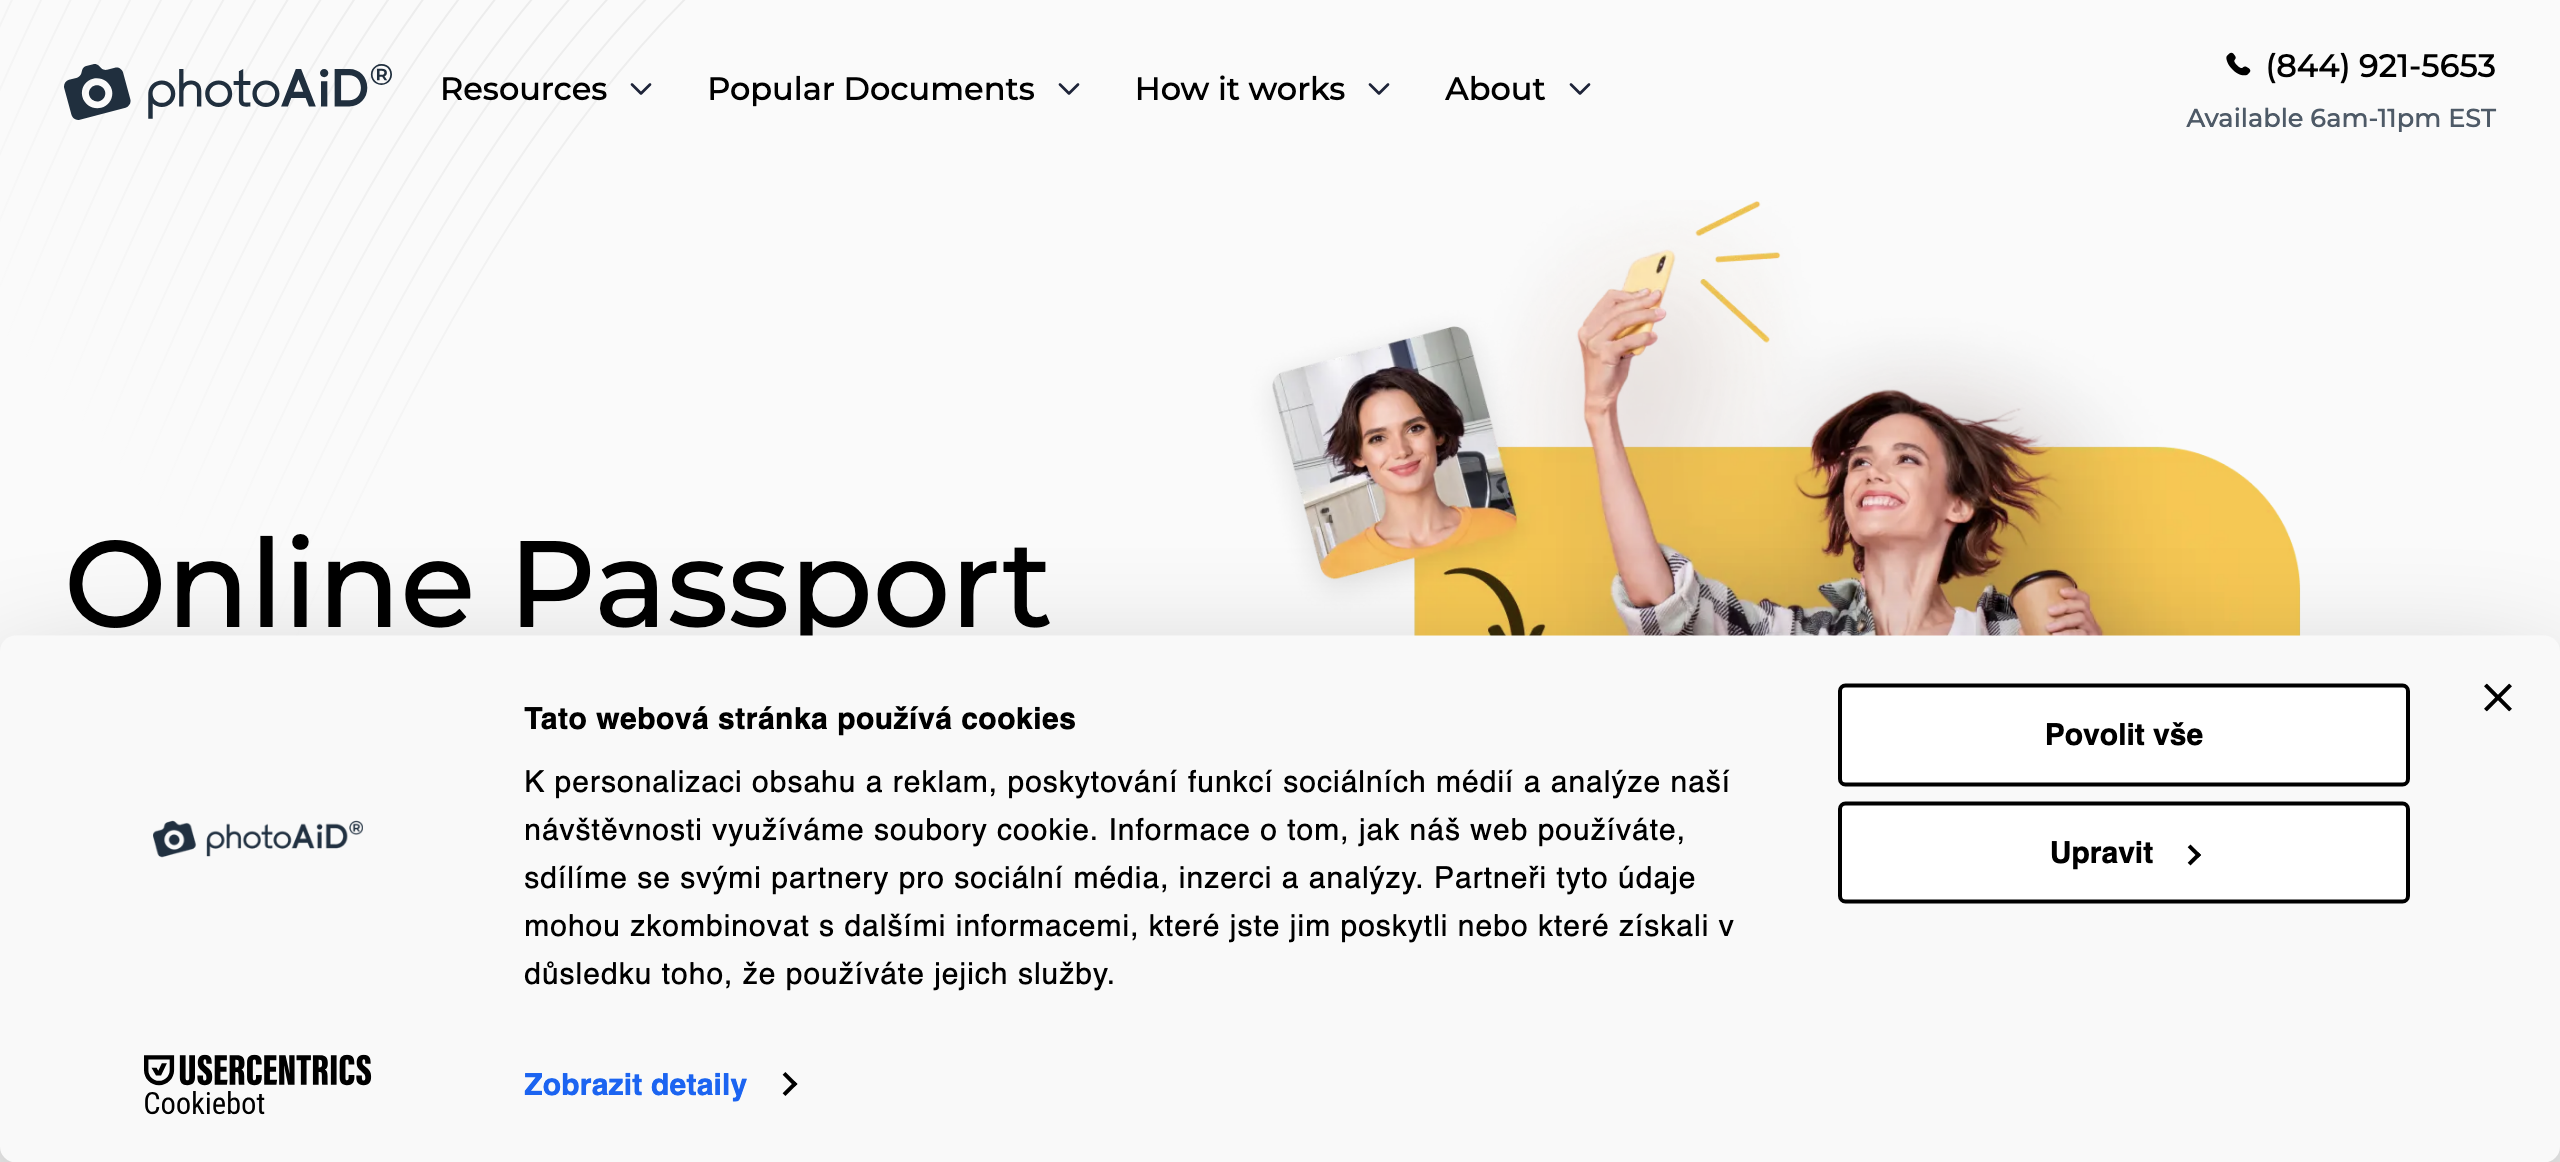 photoAiD®
Resources
Popular Documents
How it works
About
(844) 921-5653
Available 6am-11pm EST
Online Passport
Tato webová stránka používá cookies
K personalizaci obsahu a reklam, poskytování funkcí sociálních médií a analýze naší
návštěvnosti využíváme soubory cookie. Informace o tom, jak náš web používáte,
sdílíme se svými partnery pro sociální média, inzerci a analýzy. Partneři tyto údaje
mohou zkombinovat s dalšími informacemi, které jste jim poskytli nebo které získali v
důsledku toho, že používáte jejich služby.
Zobrazit detaily
Povolit vše
Upravit
photoAiD®
USERCENTRICS
Cookiebot